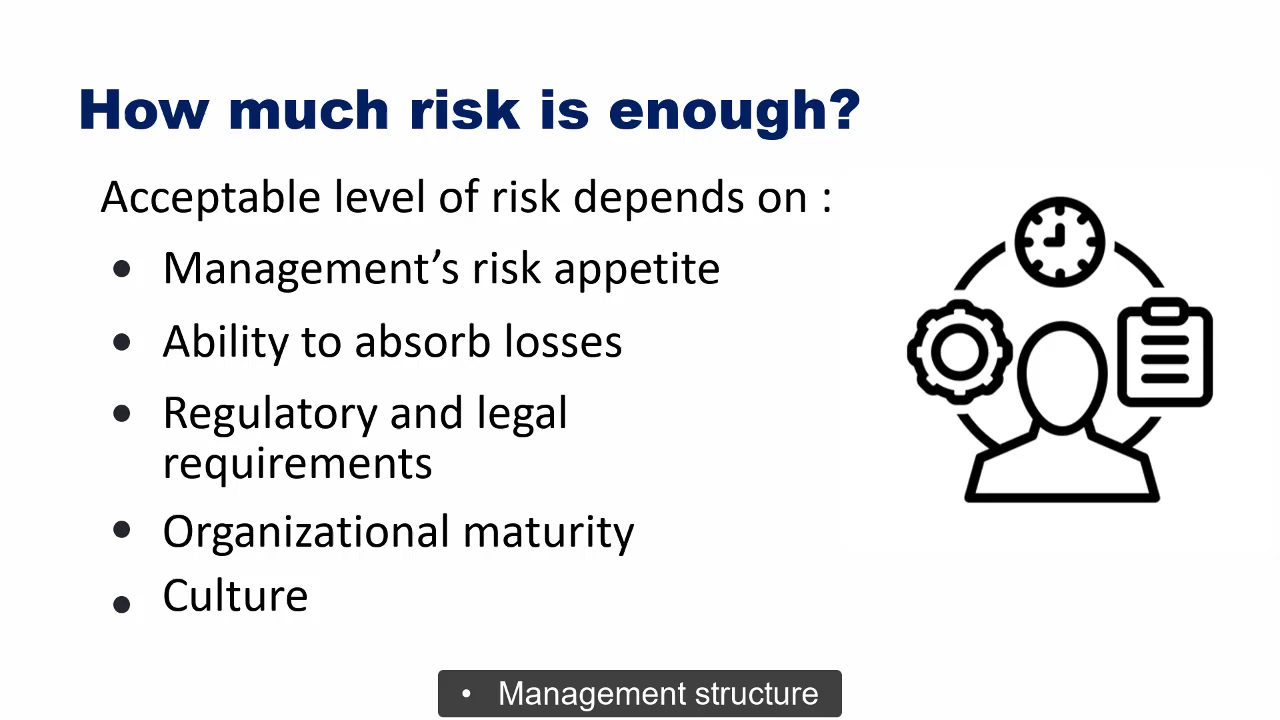 How much risk is enough?
Acceptable level of risk depends on :
• Management’s risk appetite
• Ability to absorb losses
• Regulatory and legal
requirements
• Organizational maturity
• Culture
• Management structure